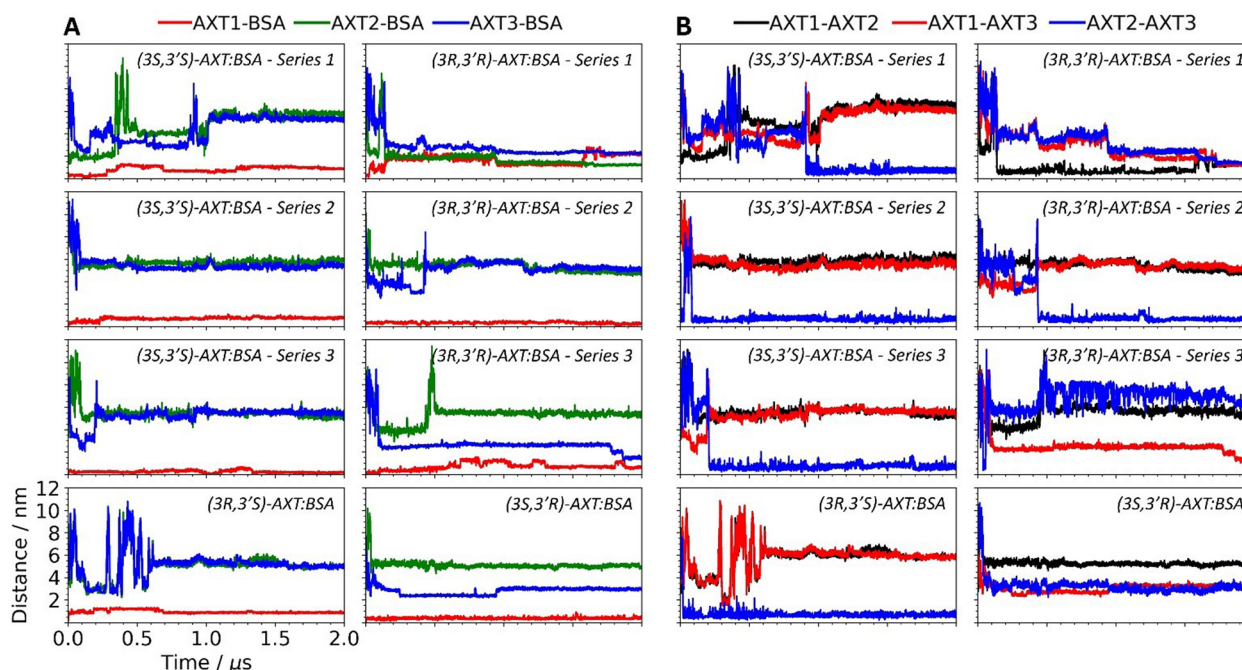 A
AXT1-BSA AXT2-BSA AXT3-BSA
B
AXT1-AXT2 AXT1-AXT3 AXT2-AXT3
(3S,3'S)-AXT:BSA - Series 1
(3R,3'R)-AXT:BSA - Series 1
(3S,3'S)-AXT:BSA - Series 1
(3R,3'R)-AXT:BSA - Series 1
(3S,3'S)-AXT:BSA - Series 2
(3R,3'R)-AXT:BSA - Series 2
(3S,3'S)-AXT:BSA - Series 2
(3R,3'R)-AXT:BSA - Series 2
(3S,3'S)-AXT:BSA - Series 3
(3R,3'R)-AXT:BSA - Series 3
(3S,3'S)-AXT:BSA - Series 3
(3R,3'R)-AXT:BSA - Series 3
(3R,3'S)-AXT:BSA
(3S,3'R)-AXT:BSA
(3R,3'S)-AXT:BSA
(3S,3'R)-AXT:BSA
Distance / nm
12
10
8
6
4
2
0.0 0.5 1.0 1.5 2.0
Time / μs